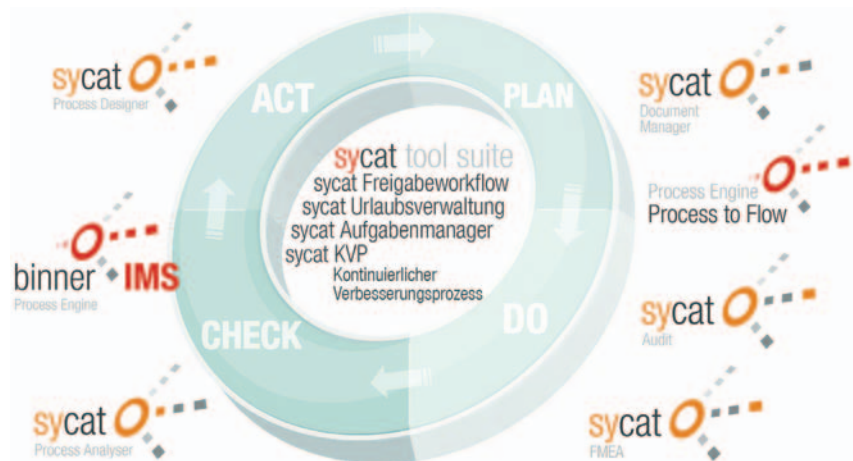 sycat
Process Designer
binner IMS
Process Engine
sycat
Process Analyser
ACT
PLAN
DO
CHECK
sycat tool suite
sycat Freigabeworkflow
sycat Urlaubsverwaltung
sycat Aufgabenmanager
sycat KVP
Kontinuierlicher
Verbesserungsprozess
sycat
Document
Manager
Process Engine
Process to Flow
sycat
Audit
sycat
FMEA